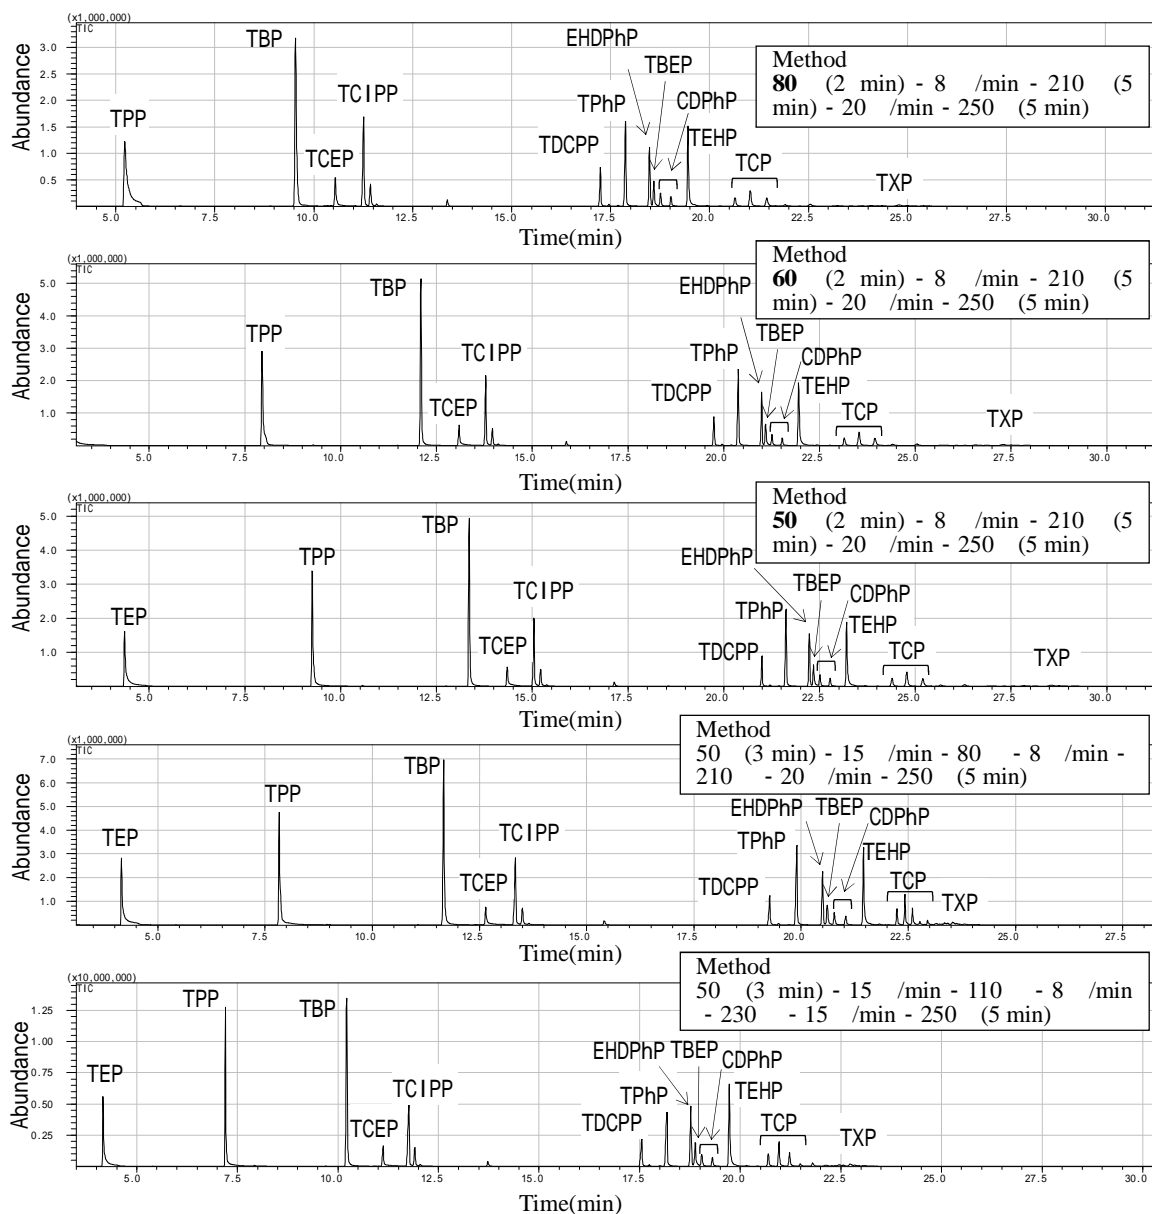 (x1,000,000)
TIC
3.0
2.5
2.0
1.5
1.0
0.5
Abundance
TPP
TBP
TCEP
TCIPP
TDCPP
TPhP
EHDPhP
TBEP
CDPhP
TEHP
TCP
TXP
Method
80 (2 min) - 8 /min - 210 (5
min) - 20 /min - 250 (5 min)
5.0 7.5 10.0 12.5 15.0 17.5 20.0 22.5 25.0 27.5 30.0
Time(min)
(x1,000,000)
TIC
5.0
4.0
3.0
2.0
1.0
Abundance
TPP
TBP
TCEP
TCIPP
TDCPP
TPhP
EHDPhP
TBEP
CDPhP
TEHP
TCP
TXP
Method
60 (2 min) - 8 /min - 210 (5
min) - 20 /min - 250 (5 min)
5.0 7.5 10.0 12.5 15.0 17.5 20.0 22.5 25.0 27.5 30.0
Time(min)
(x1,000,000)
TIC
5.0
4.0
3.0
2.0
1.0
Abundance
TEP
TPP
TBP
TCEP
TCIPP
TDCPP
TPhP
EHDPhP
TBEP
CDPhP
TEHP
TCP
TXP
Method
50 (2 min) - 8 /min - 210 (5
min) - 20 /min - 250 (5 min)
5.0 7.5 10.0 12.5 15.0 17.5 20.0 22.5 25.0 27.5 30.0
Time(min)
(x1,000,000)
TIC
7.0
6.0
5.0
4.0
3.0
2.0
1.0
Abundance
TEP
TPP
TBP
TCEP
TCIPP
TDCPP
TPhP
EHDPhP
TBEP
CDPhP
TEHP
TCP
TXP
Method
50 (3 min) - 15 /min - 80 - 8 /min -
210 - 20 /min - 250 (5 min)
5.0 7.5 10.0 12.5 15.0 17.5 20.0 22.5 25.0 27.5
Time(min)
(x10,000,000)
TIC
1.25
1.00
0.75
0.50
0.25
Abundance
TEP
TPP
TBP
TCEP
TCIPP
TDCPP
TPhP
EHDPhP
TBEP
CDPhP
TEHP
TCP
TXP
Method
50 (3 min) - 15 /min - 110 - 8 /min
- 230 - 15 /min - 250 (5 min)
5.0 7.5 10.0 12.5 15.0 17.5 20.0 22.5 25.0 27.5 30.0
Time(min)